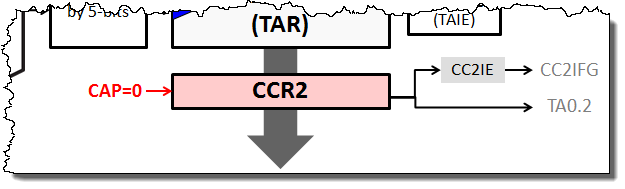 (TAR)
(TAIE)
CAP=0
CCR2
CC2IE
CC2IFG
TA0.2